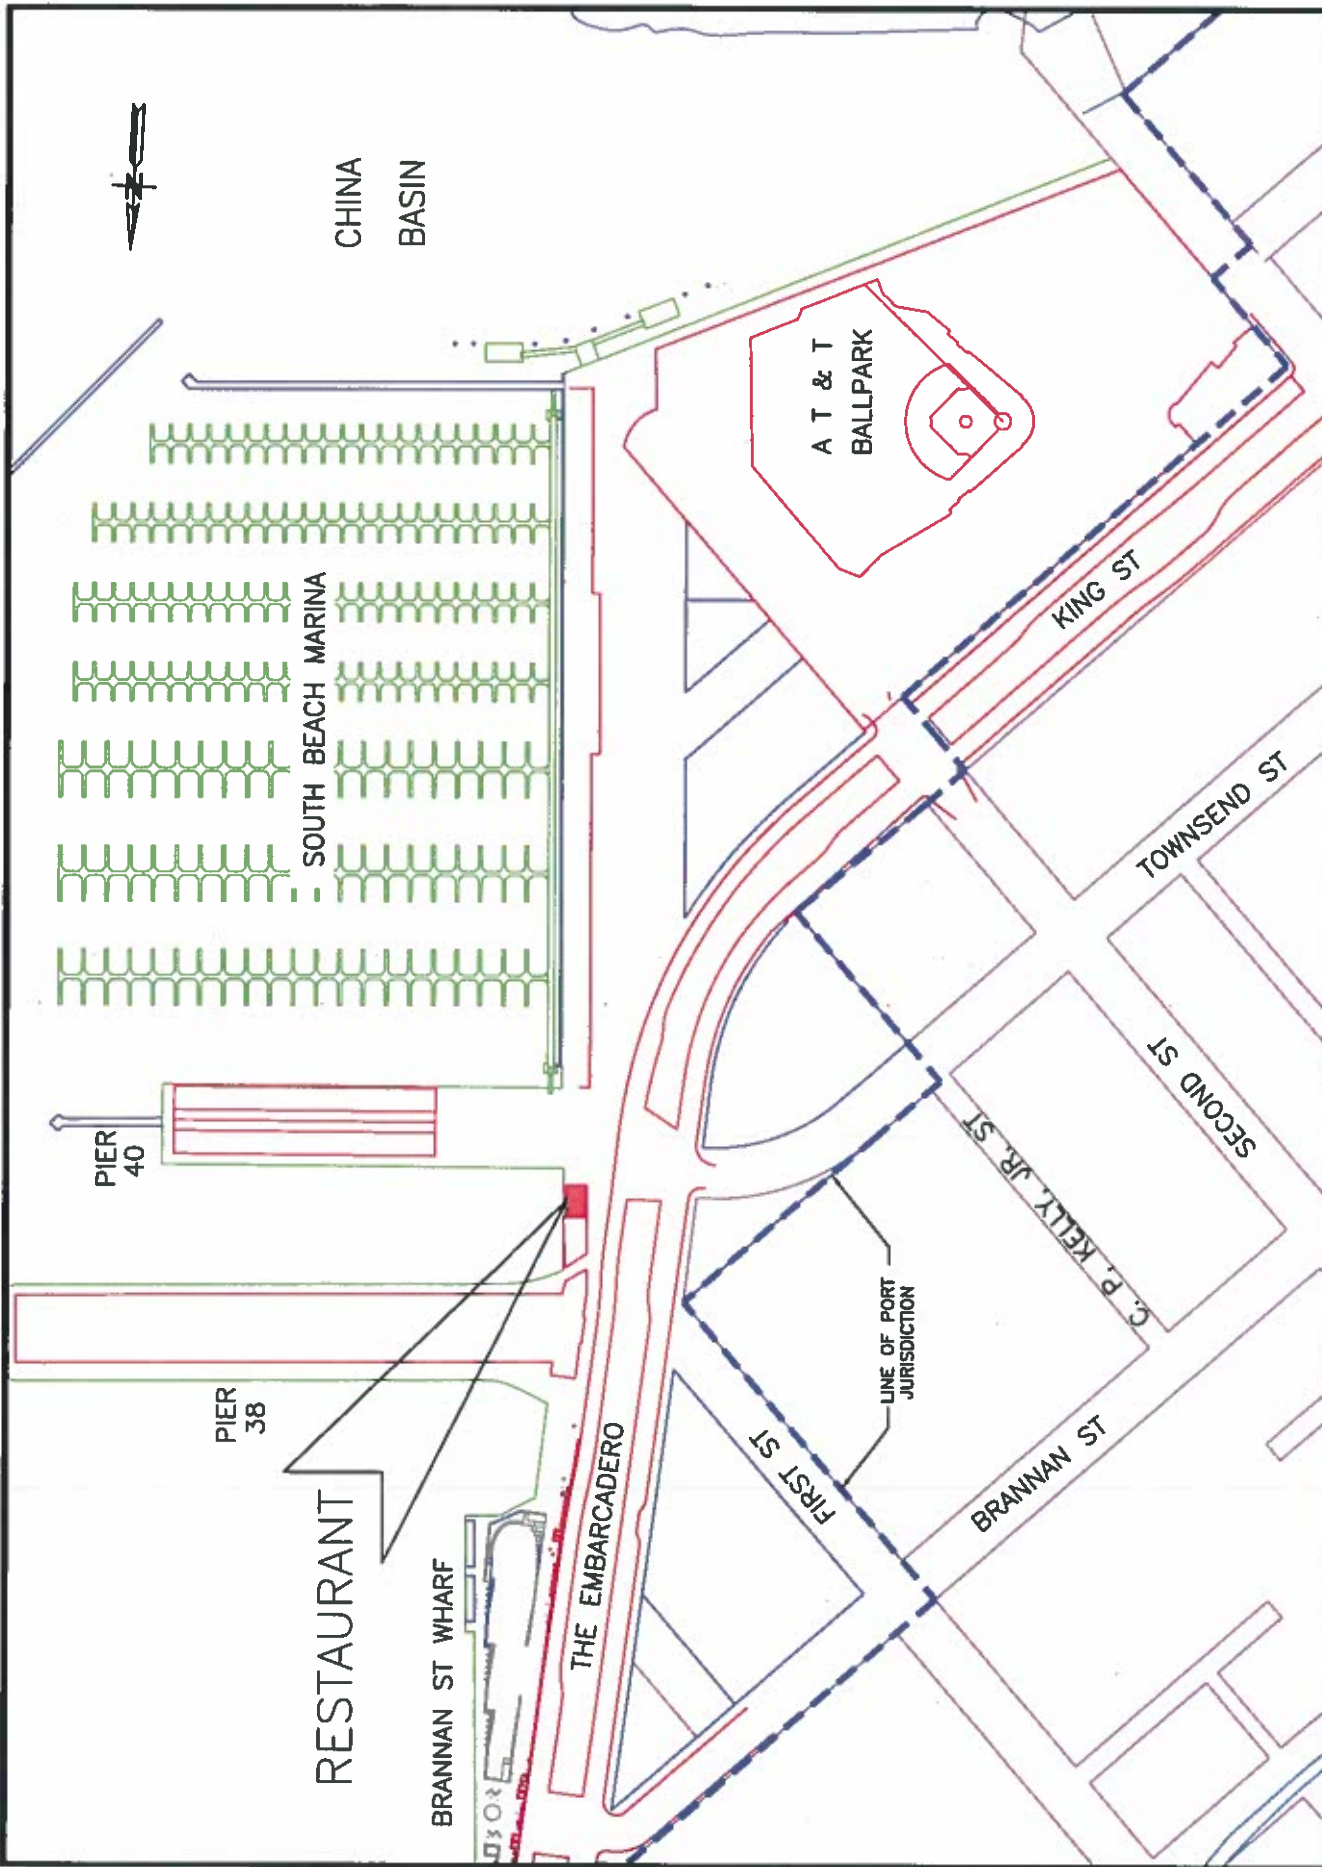 CHINA
BASIN
A T & T
BALLPARK
SOUTH BEACH MARINA
KING ST
TOWNSEND ST
SECOND ST
C. P. KELLY, JR. ST
PIER
40
PIER
38
LINE OF PORT
JURISDICTION
FIRST ST
BRANNAN ST
THE EMBARCADERO
RESTAURANT
BRANNAN ST WHARF